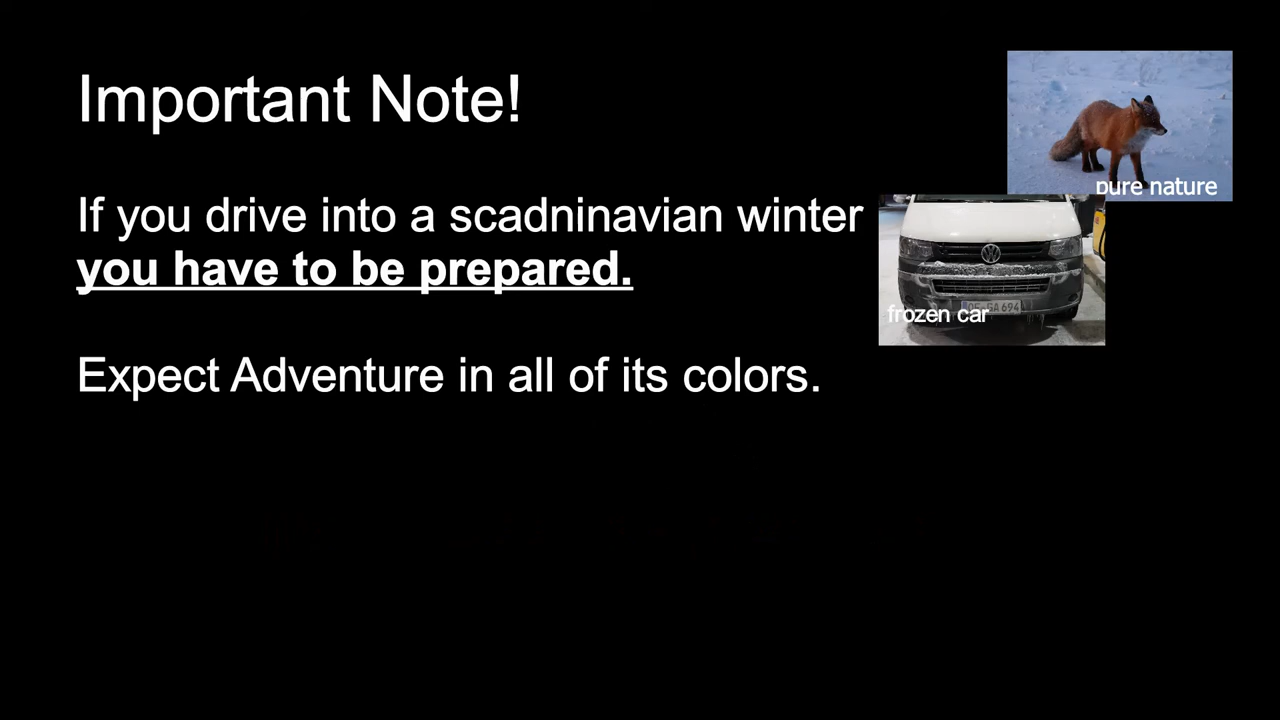 Important Note!
pure nature
If you drive into a scadninavian winter
you have to be prepared.
frozen car
Expect Adventure in all of its colors.